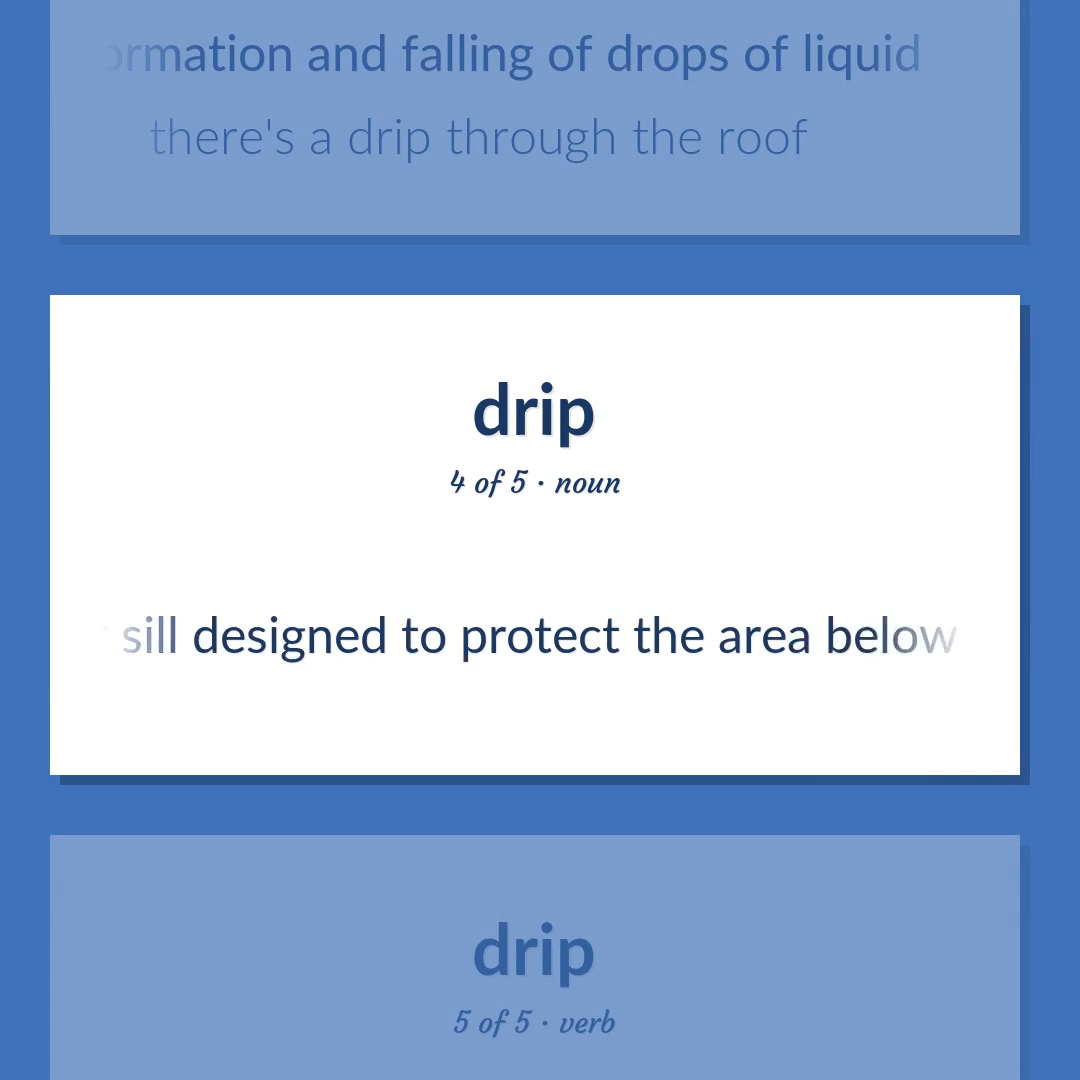 ormation and falling of drops of liquid
there's a drip through the roof
drip
4 of 5 · noun
sill designed to protect the area below
drip
5 of 5 · verb